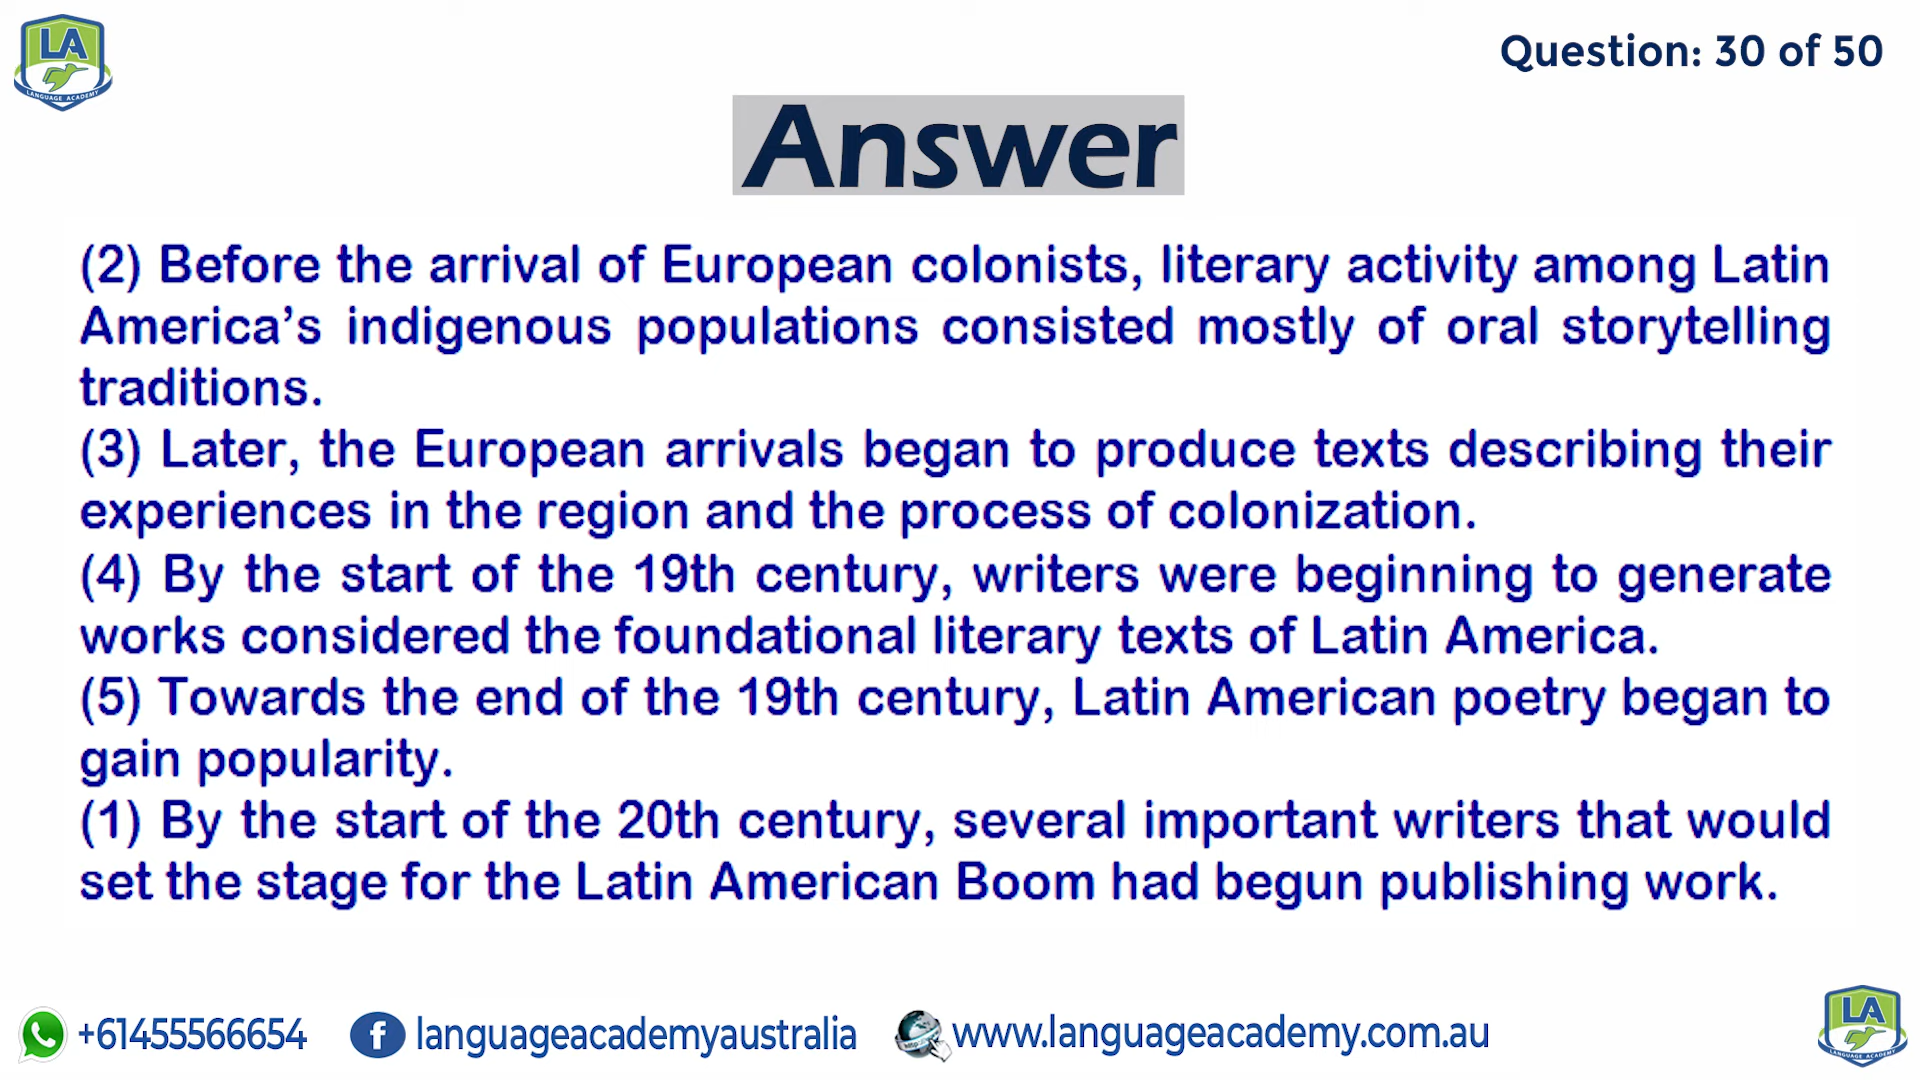 LA
LANGUAGE ACADEMY
Question: 30 of 50
Answer
(2) Before the arrival of European colonists, literary activity among Latin
America’s indigenous populations consisted mostly of oral storytelling
traditions.
(3) Later, the European arrivals began to produce texts describing their
experiences in the region and the process of colonization.
(4) By the start of the 19th century, writers were beginning to generate
works considered the foundational literary texts of Latin America.
(5) Towards the end of the 19th century, Latin American poetry began to
gain popularity.
(1) By the start of the 20th century, several important writers that would
set the stage for the Latin American Boom had begun publishing work.
+61455566654
f languageacademyaustralia
http www.languageacademy.com.au
LA
LANGUAGE ACADEMY